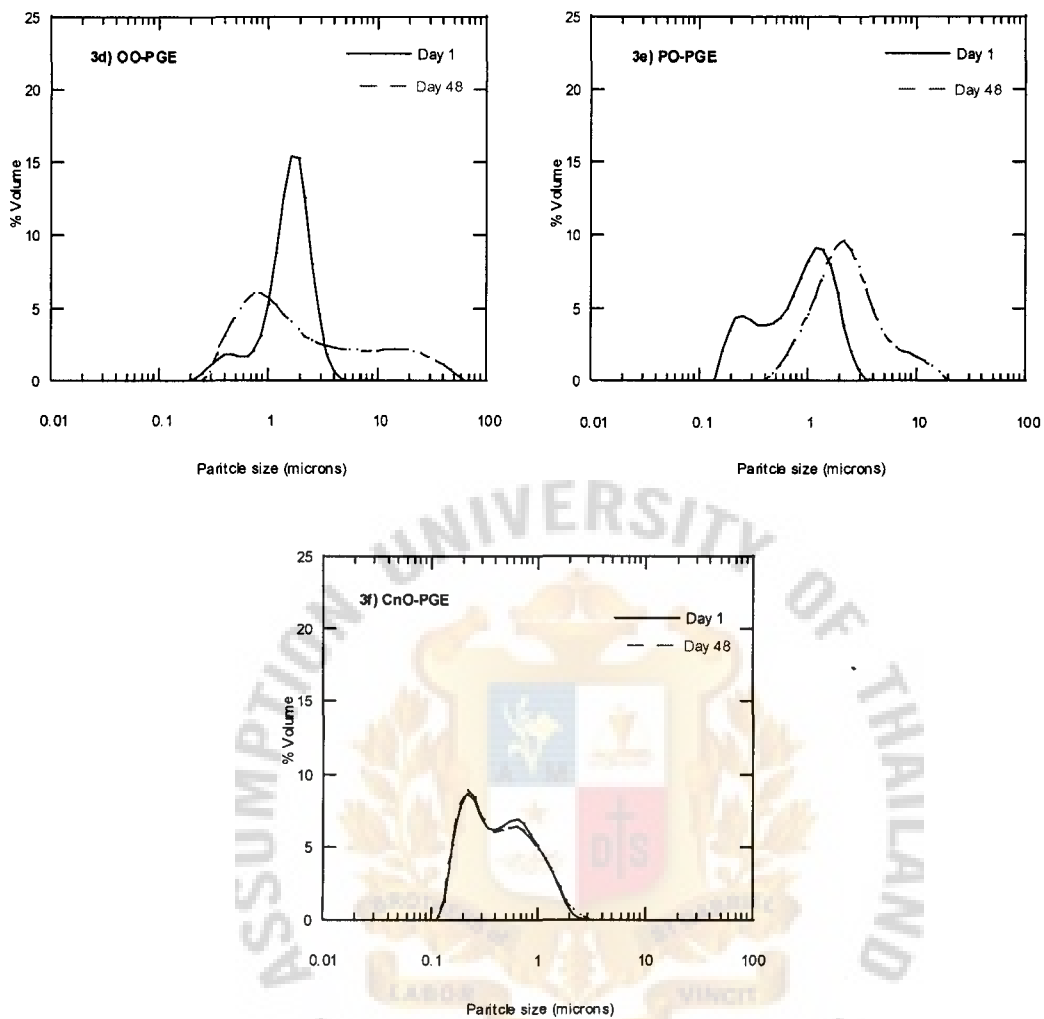 3d) OO-PGE
Day 1
Day 48
25
20
15
10
5
0
% Volume
0.01 0.1 1 10 100
Paritcle size (microns)
3e) PO-PGE
Day 1
Day 48
25
20
15
10
5
0
% Volume
0.01 0.1 1 10 100
Paritcle size (microns)
3f) CnO-PGE
Day 1
Day 48
25
20
15
10
5
0
% Volume
0.01 0.1 1 10 100
Paritcle size (microns)
ASSUMPTION UNIVERSITY OF THAILAND
A M
D S
LABOR
VINCIT